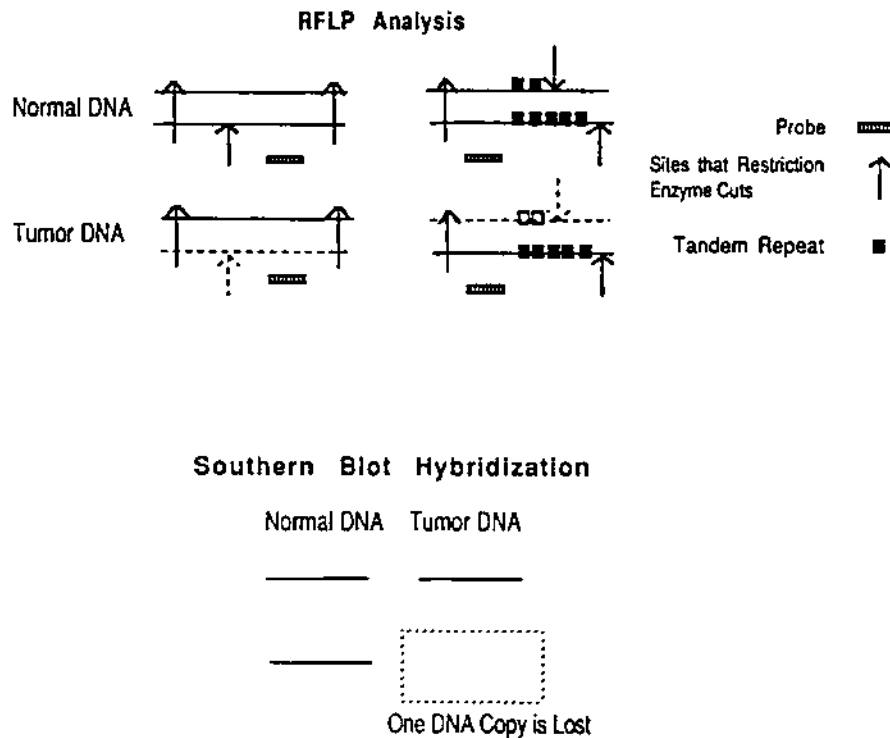 RFLP Analysis
Normal DNA
Probe
Sites that Restriction
Enzyme Cuts
Tumor DNA
Tandem Repeat
Southern Blot Hybridization
Normal DNA Tumor DNA
One DNA Copy is Lost